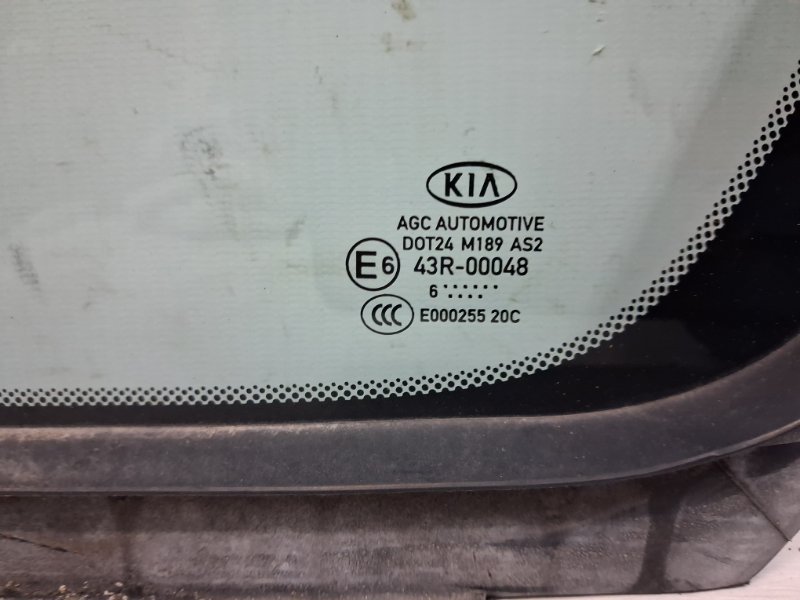 KIA
AGC AUTOMOTIVE
DOT24 M189 AS2
E6 43R-00048
6 ...........
CCC E000255 20C